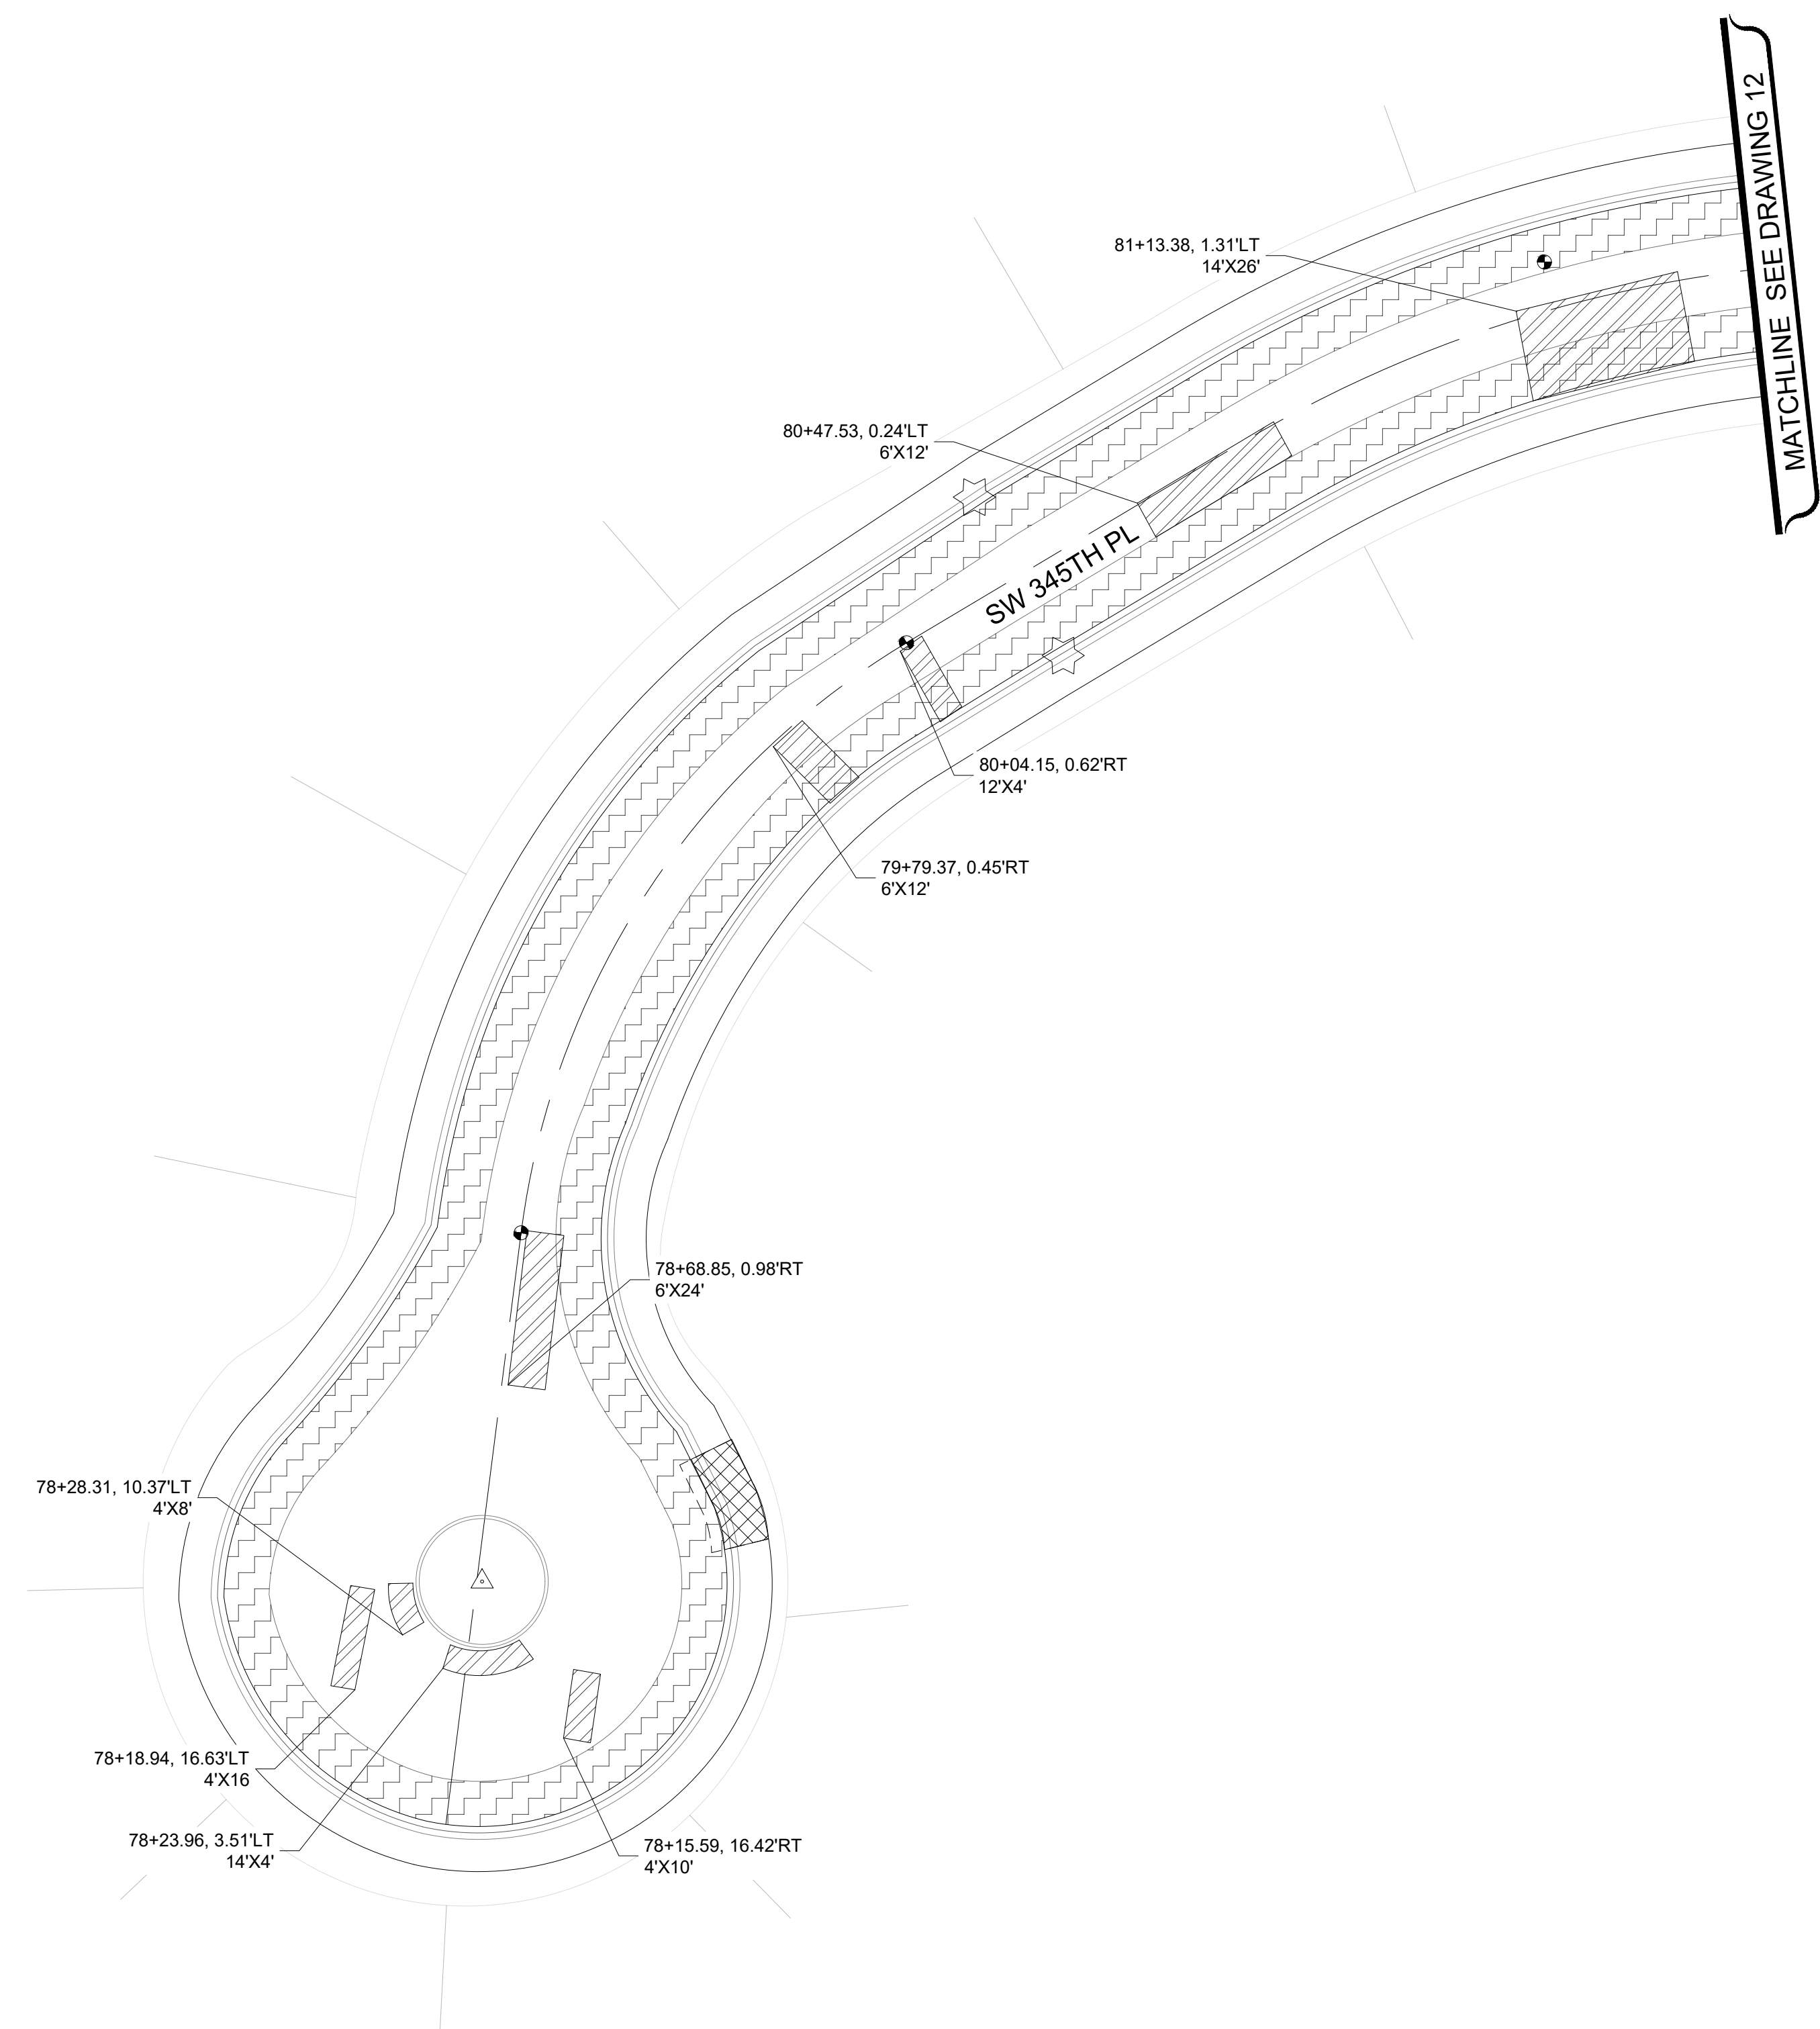 MATCHLINE SEE DRAWING 12
81+13.38, 1.31'LT
14'X26'
80+47.53, 0.24'LT
6'X12'
SW 345TH PL
80+04.15, 0.62'RT
12'X4'
79+79.37, 0.45'RT
6'X12'
78+68.85, 0.98'RT
6'X24'
78+28.31, 10.37'LT
4'X8'
78+18.94, 16.63'LT
4'X16
78+23.96, 3.51'LT
14'X4'
78+15.59, 16.42'RT
4'X10'